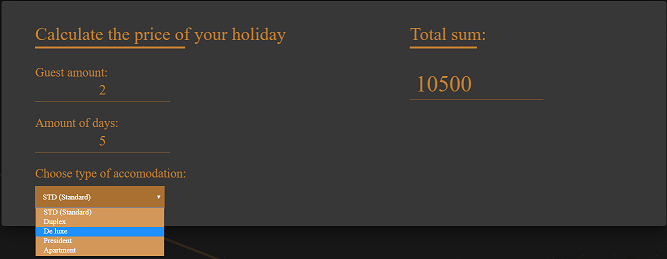 Calculate the price of your holiday
Guest amount:
2
Amount of days:
5
Choose type of accomodation:
STD (Standard)
STD (Standard)
Duplex
De luxe
President
Apartment
Total sum:
10500